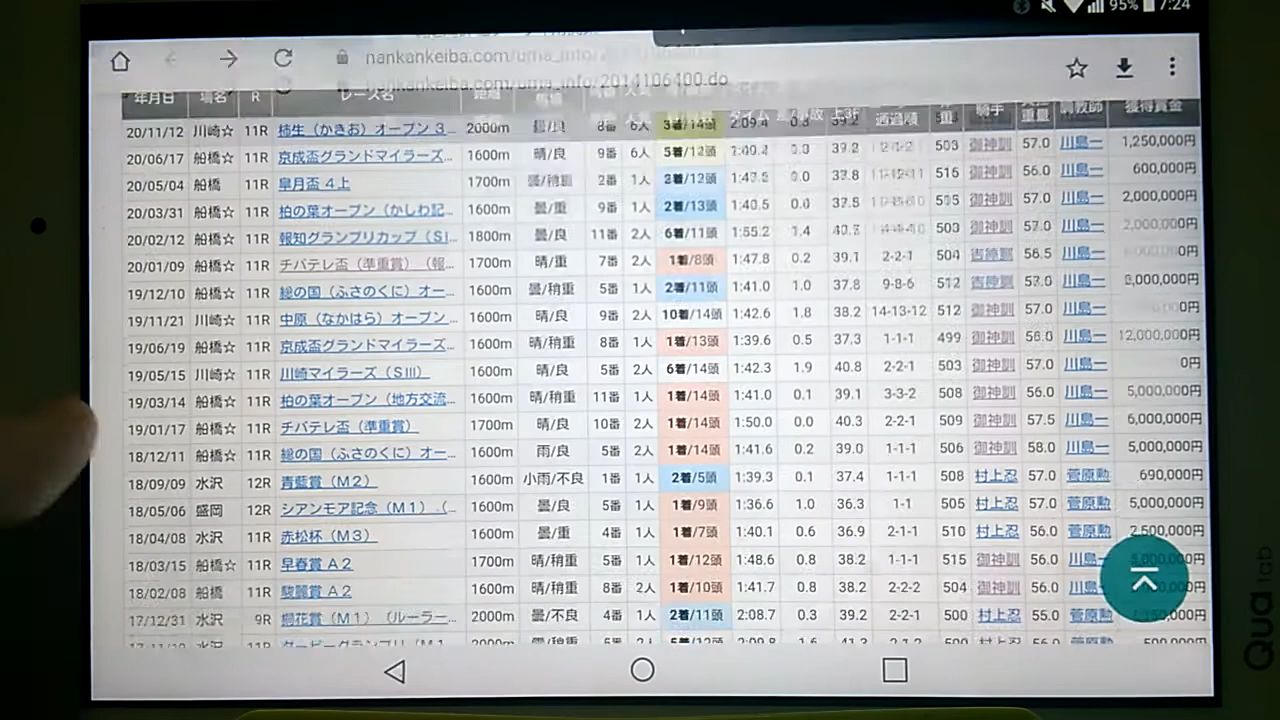 95% 7:24
nankankeiba.com/uma_info/2014106400.do
年月日 場名 R レース名
20/11/12 川崎☆ 11R 柿生（かきお）オープン３… 2000m 曇/良 8番 6人 3着/14頭 2:09.4 0.3 39.2 503 御神訓 57.0 川島一 1,250,000円
20/06/17 船橋☆ 11R 京成盃グランドマイラーズ… 1600m 晴/良 9番 6人 5着/12頭 39.2 503 御神訓 57.0 川島一 1,250,000円
20/05/04 船橋 11R 皐月盃 ４上 1700m 2番 1人 2着/12頭 0.0 37.8 516 御神訓 56.0 川島一 600,000円
20/03/31 船橋☆ 11R 柏の葉オープン（かしわ記… 1600m 曇/重 9番 1人 2着/13頭 1:40.5 0.0 37.5 515 御神訓 57.0 川島一 2,000,000円
20/02/12 船橋☆ 11R 報知グランプリカップ（SI… 1800m 曇/良 11番 2人 6着/11頭 1:55.2 1.4 503 御神訓 57.0 川島一
20/01/09 船橋☆ 11R チバテレ盃（準重賞）（報… 1700m 晴/重 7番 2人 1着/8頭 1:47.8 0.2 39.1 2-2-1 504 56.5 川島一
19/12/10 船橋☆ 11R 総の国（ふさのくに）オー… 1600m 曇/稍重 5番 1人 2着/11頭 1:41.0 1.0 37.8 9-8-6 512 川島一
19/11/21 川崎☆ 11R 中原（なかはら）オープン… 1600m 晴/良 9番 2人 10着/14頭 1:42.6 1.8 38.2 14-13-12 512 御神訓 57.0 川島一
19/06/19 船橋☆ 11R 京成盃グランドマイラーズ… 1600m 晴/稍重 8番 1人 1着/13頭 1:39.6 0.5 37.3 1-1-1 499 御神訓 56.0 川島一 12,000,000円
19/05/15 川崎☆ 11R 川崎マイラーズ（SIII） 1600m 晴/良 5番 2人 6着/14頭 1:42.3 1.9 40.8 2-2-1 503 御神訓 57.0 川島一 0円
19/03/14 船橋☆ 11R 柏の葉オープン（地方交流… 1600m 晴/稍重 11番 1人 1着/14頭 1:41.0 0.1 39.1 3-3-2 508 御神訓 56.0 川島一 5,000,000円
19/01/17 船橋☆ 11R チバテレ盃（準重賞） 1700m 晴/良 10番 2人 1着/14頭 1:50.0 0.0 40.3 2-2-1 509 御神訓 57.5 川島一 6,000,000円
18/12/11 船橋☆ 11R 総の国（ふさのくに）オー… 1600m 雨/良 5番 2人 1着/14頭 1:41.6 0.2 39.0 1-1-1 506 御神訓 58.0 川島一 5,000,000円
18/09/09 水沢 12R 青藍賞（M２） 1600m 小雨/不良 1番 1人 2着/5頭 1:39.3 0.1 37.4 1-1-1 508 村上忍 57.0 菅原勲 690,000円
18/05/06 盛岡 12R シアンモア記念（M１）（… 1600m 曇/良 5番 1人 1着/9頭 1:36.6 1.0 36.3 1-1 505 村上忍 57.0 菅原勲 5,000,000円
18/04/08 水沢 11R 赤松杯（M３） 1600m 曇/重 4番 1人 1着/7頭 1:40.1 0.6 36.9 2-1-1 510 村上忍 56.0 菅原勲 2,500,000円
18/03/15 船橋☆ 11R 早春賞 A２ 1700m 晴/稍重 5番 1人 1着/12頭 1:48.6 0.8 38.2 1-1-1 515 御神訓 56.0 川島一
18/02/08 船橋 11R 駿麗賞 A２ 1600m 晴/稍重 8番 2人 1着/10頭 1:41.7 0.8 38.2 2-2-2 504 御神訓 56.0 川島一
17/12/31 水沢 9R 桐花賞（M１）（ルーラー… 2000m 曇/不良 4番 1人 2着/11頭 2:08.7 0.3 39.2 2-2-1 500 村上忍 55.0 菅原勲
Qua tab